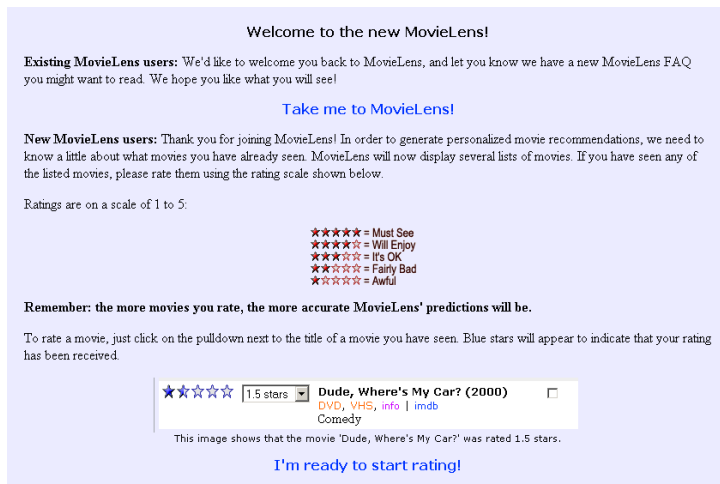 Welcome to the new MovieLens!
Existing MovieLens users: We'd like to welcome you back to MovieLens, and let you know we have a new MovieLens FAQ
you might want to read. We hope you like what you will see!
Take me to MovieLens!
New MovieLens users: Thank you for joining MovieLens! In order to generate personalized movie recommendations, we need to
know a little about what movies you have already seen. MovieLens will now display several lists of movies. If you have seen any of
the listed movies, please rate them using the rating scale shown below.
Ratings are on a scale of 1 to 5:
★★★★★ = Must See
★★★★☆ = Will Enjoy
★★★☆☆ = It's OK
★★☆☆☆ = Fairly Bad
★☆☆☆☆ = Awful
Remember: the more movies you rate, the more accurate MovieLens' predictions will be.
To rate a movie, just click on the pulldown next to the title of a movie you have seen. Blue stars will appear to indicate that your rating
has been received.
1.5 stars Dude, Where's My Car? (2000)
DVD, VHS, info | imdb
Comedy
This image shows that the movie 'Dude, Where's My Car?' was rated 1.5 stars.
I'm ready to start rating!